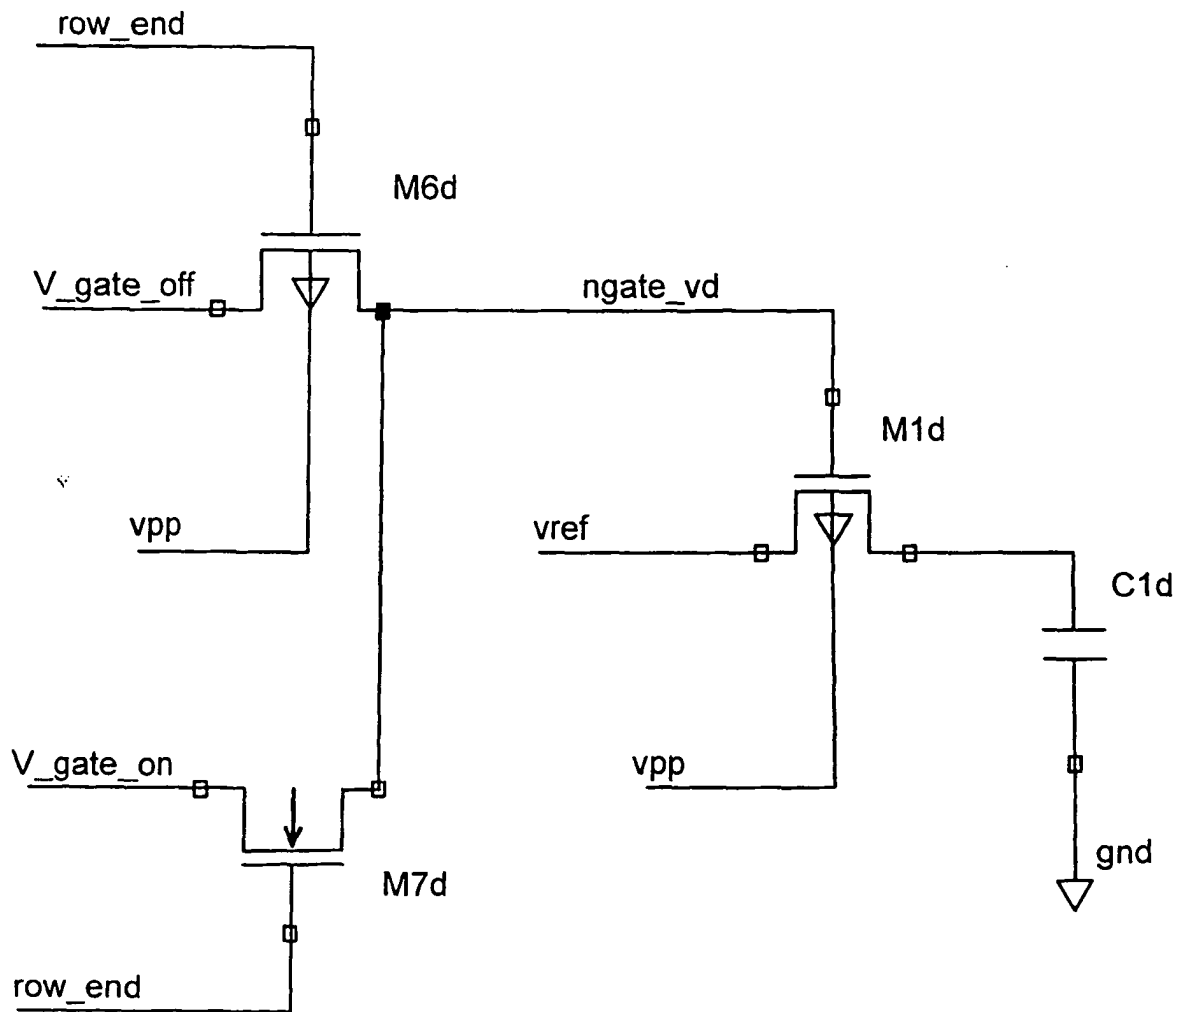 row_end
M6d
V_gate_off
ngate_vd
M1d
vpp
vref
C1d
V_gate_on
vpp
gnd
M7d
row_end